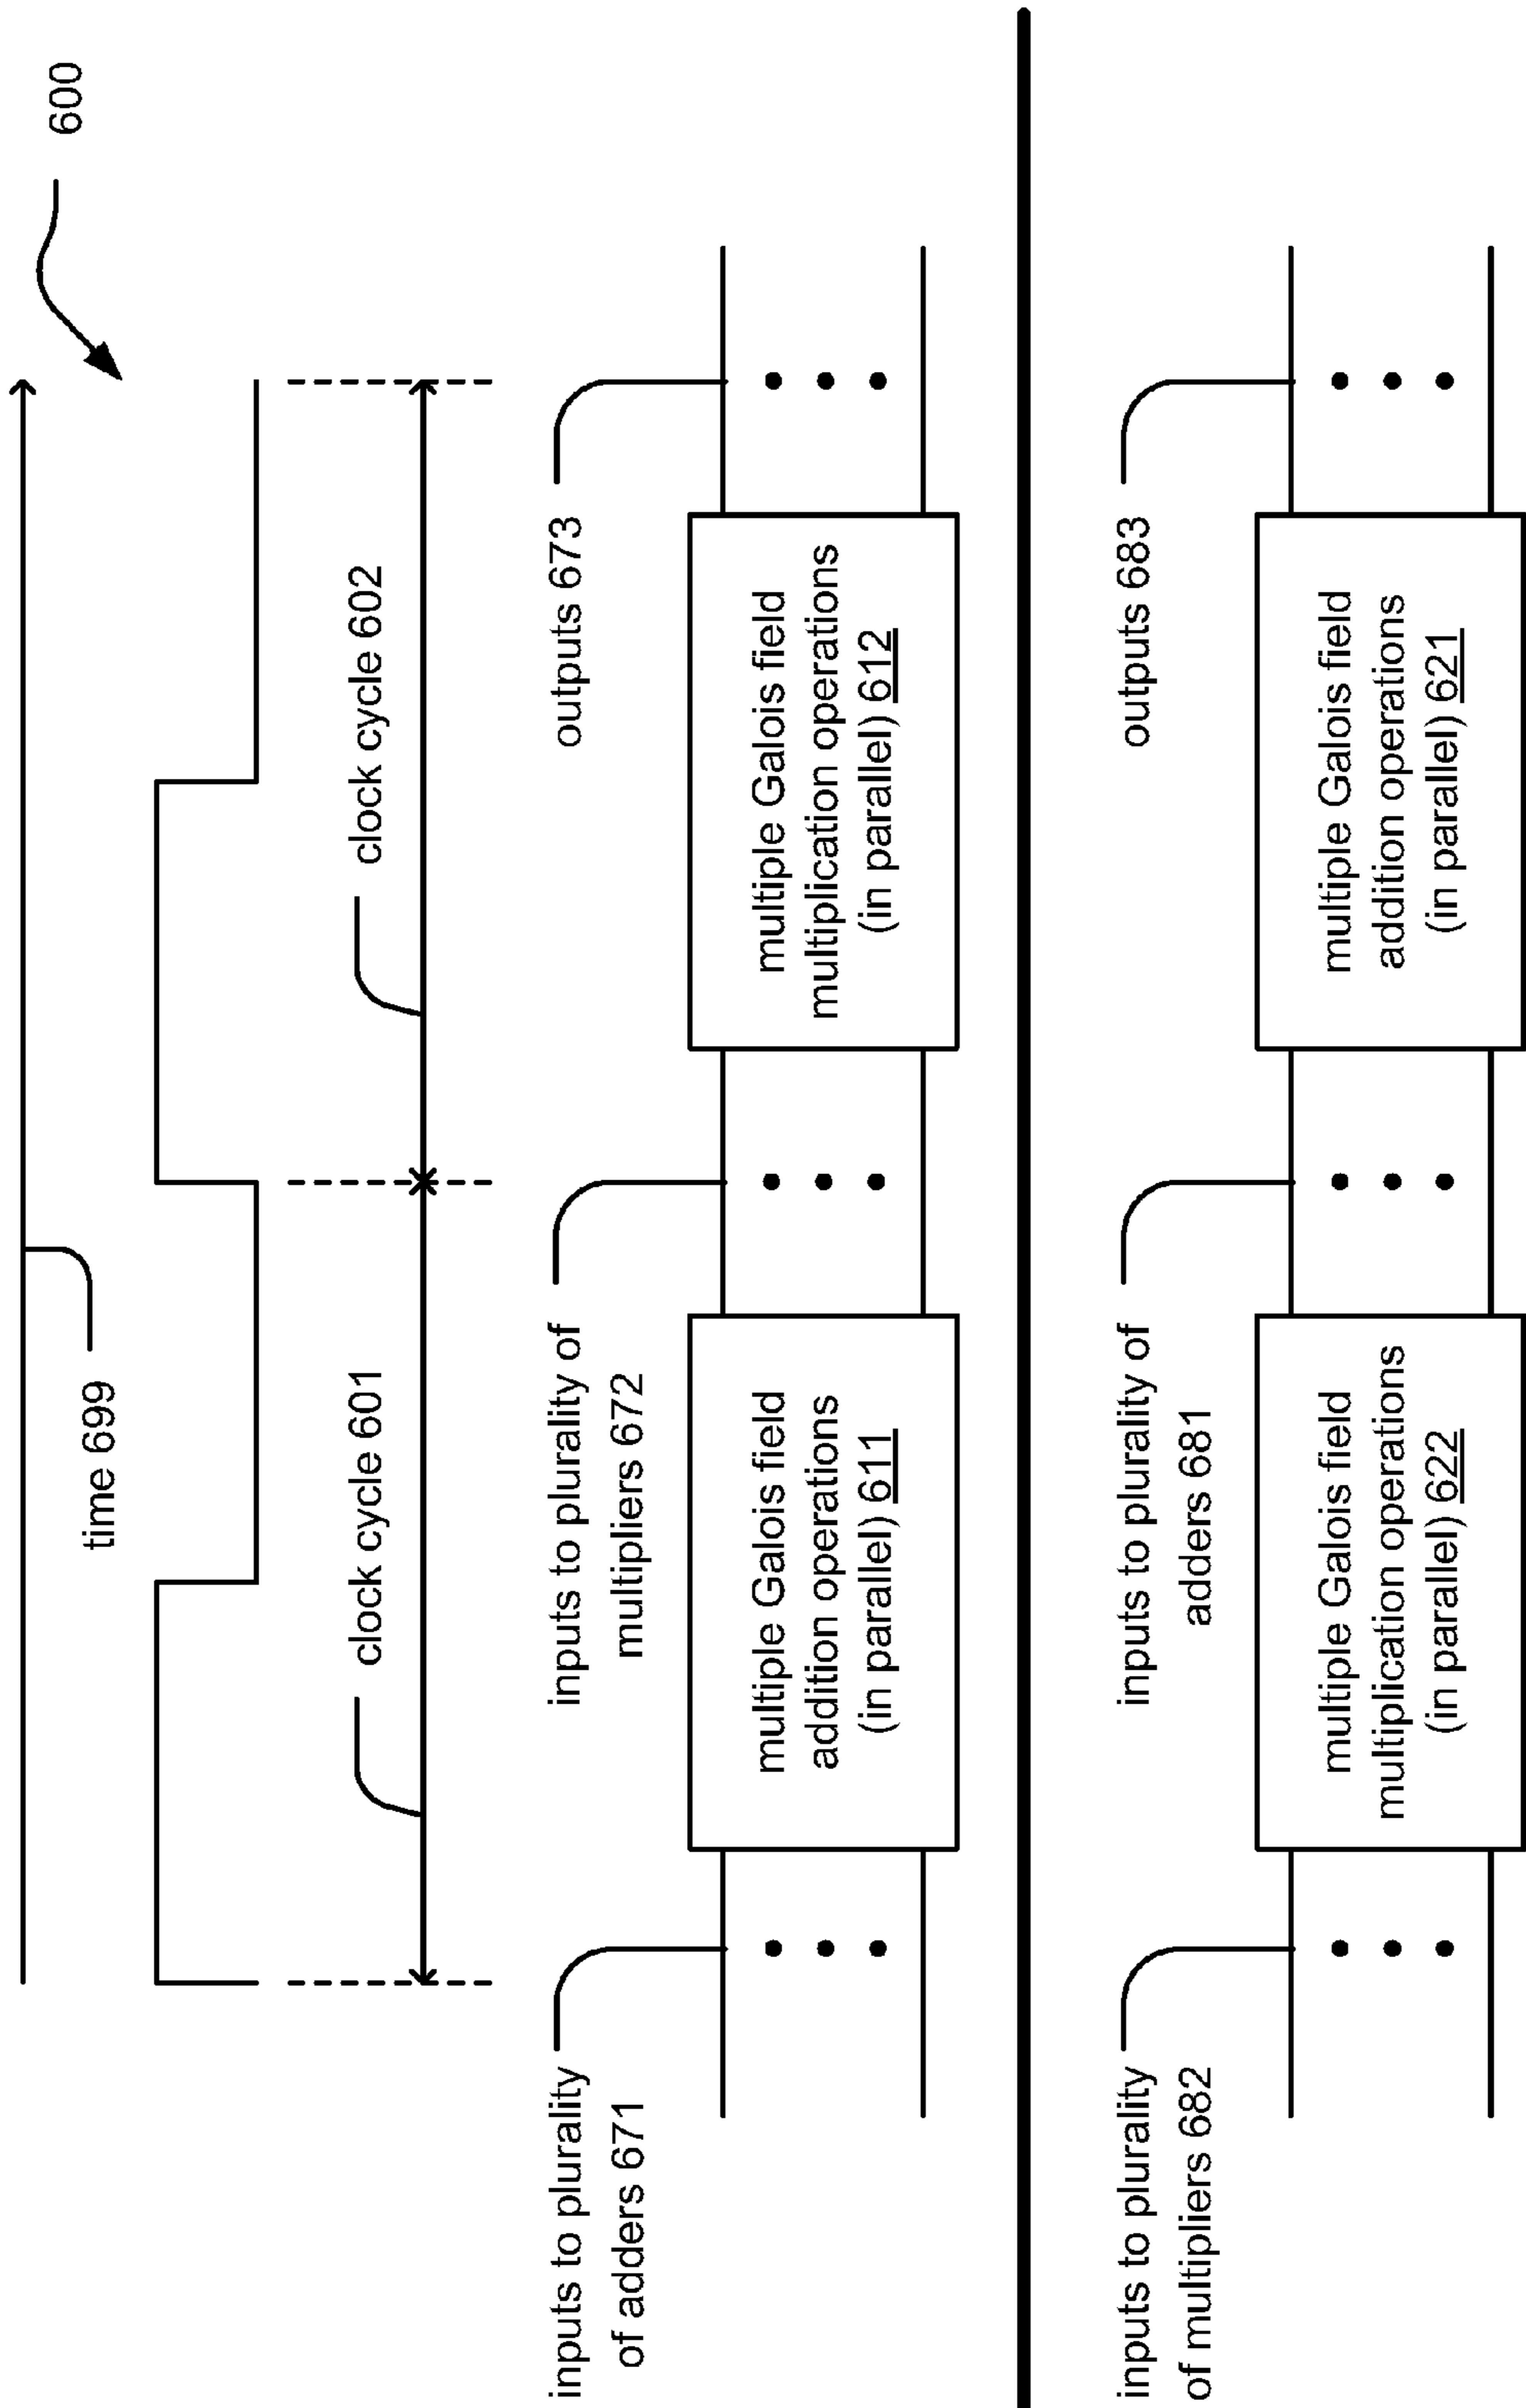 600
time 699
clock cycle 601
clock cycle 602
inputs to plurality
of adders 671
inputs to plurality of
multipliers 672
outputs 673
multiple Galois field
addition operations
(in parallel) 611
multiple Galois field
multiplication operations
(in parallel) 612
inputs to plurality
of multipliers 682
inputs to plurality of
adders 681
outputs 683
multiple Galois field
multiplication operations
(in parallel) 622
multiple Galois field
addition operations
(in parallel) 621